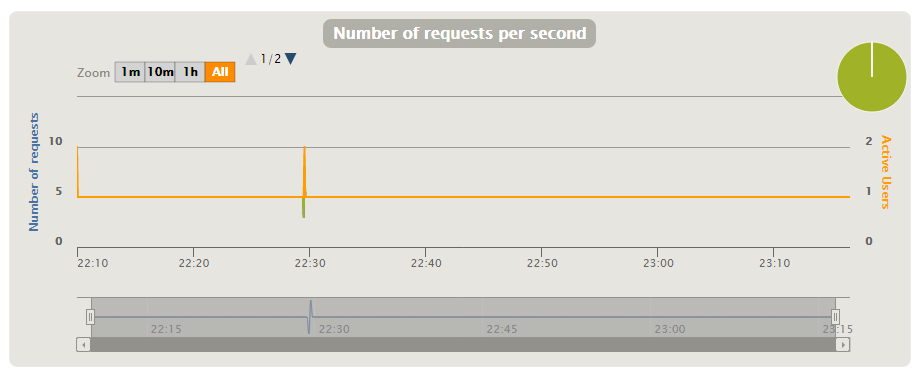 Number of requests per second
1/2
Zoom 1m 10m 1h All
Number of requests
10
5
0
Active Users
2
1
0
22:10 22:20 22:30 22:40 22:50 23:00 23:10
22:15 22:30 22:45 23:00 23:15